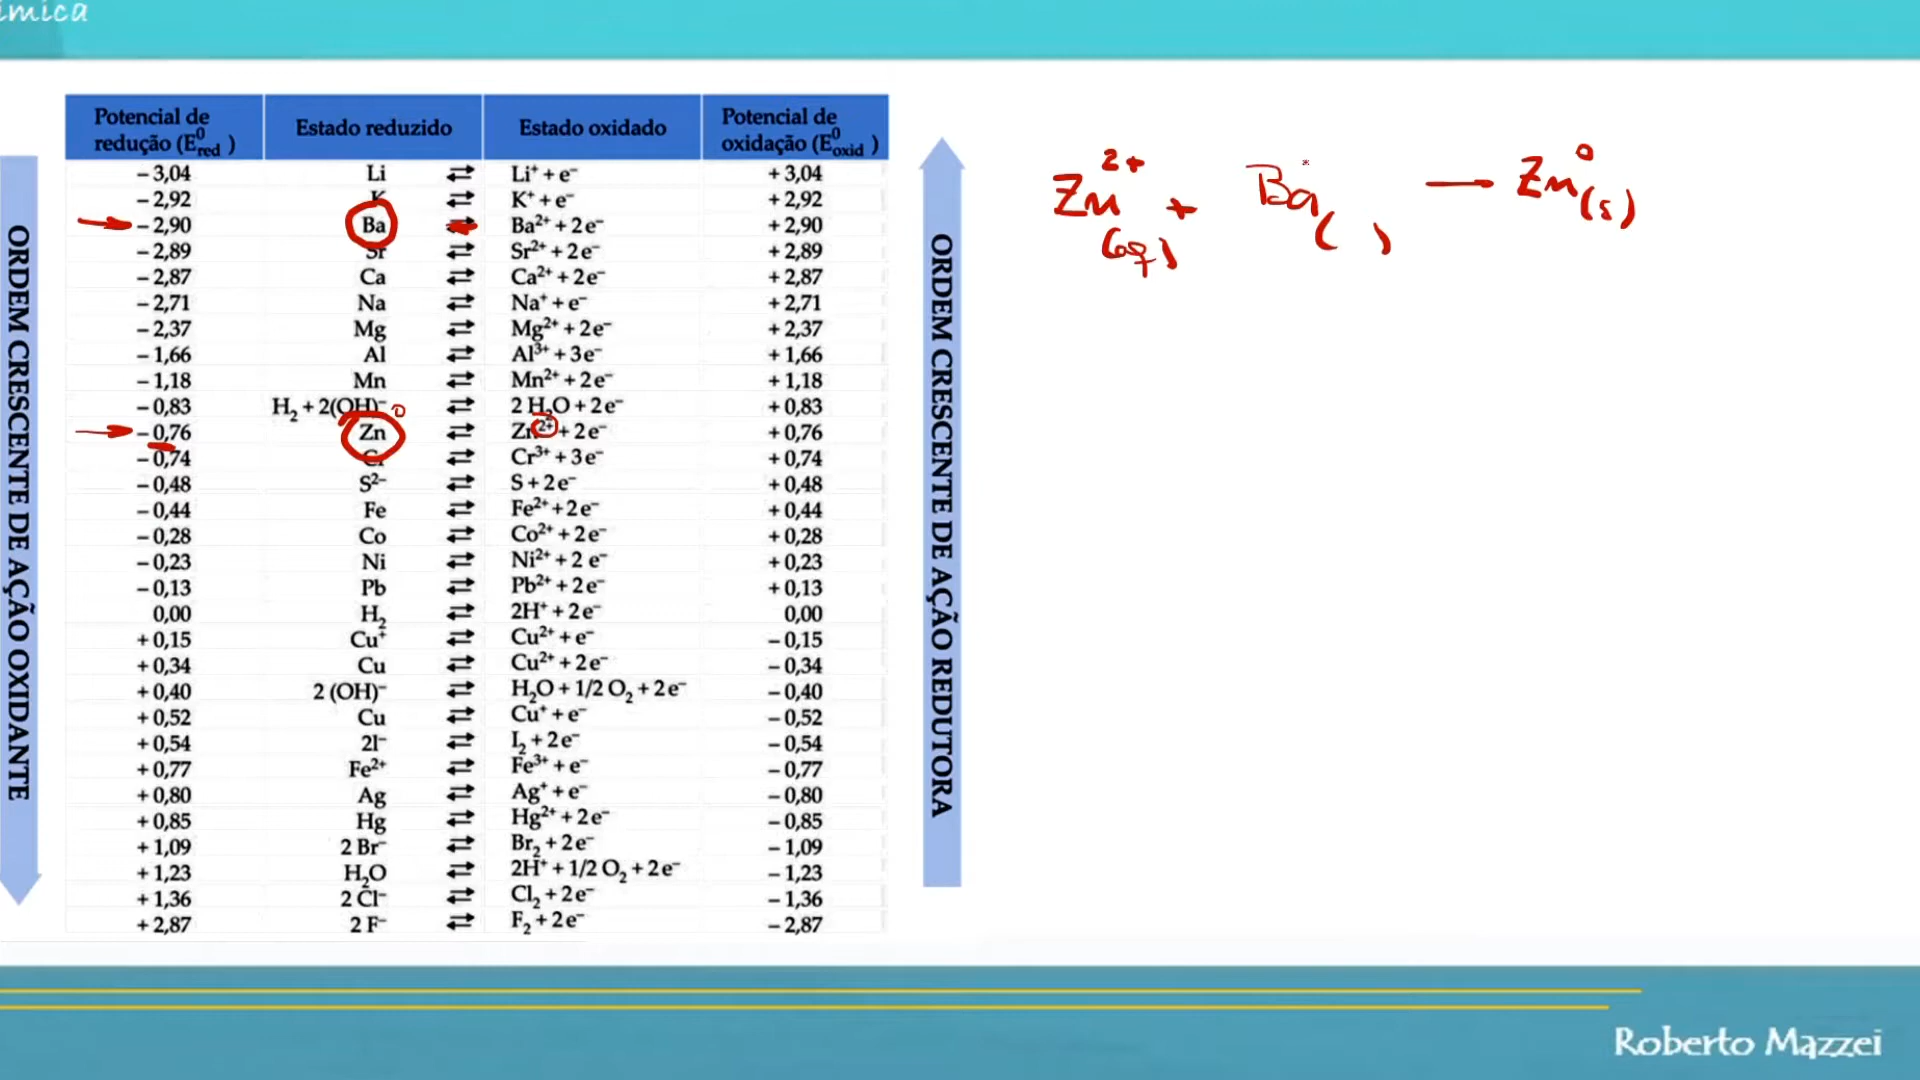 ímica
Potencial de redução (E⁰red) Estado reduzido Estado oxidado Potencial de oxidação (E⁰oxid)
– 3,04 Li ⇄ Li⁺ + e⁻ + 3,04
– 2,92 K ⇄ K⁺ + e⁻ + 2,92
– 2,90 Ba ⇄ Ba²⁺ + 2e⁻ + 2,90
– 2,89 Sr ⇄ Sr²⁺ + 2e⁻ + 2,89
– 2,87 Ca ⇄ Ca²⁺ + 2e⁻ + 2,87
– 2,71 Na ⇄ Na⁺ + e⁻ + 2,71
– 2,37 Mg ⇄ Mg²⁺ + 2e⁻ + 2,37
– 1,66 Al ⇄ Al³⁺ + 3e⁻ + 1,66
– 1,18 Mn ⇄ Mn²⁺ + 2e⁻ + 1,18
– 0,83 H₂ + 2(OH)⁻ ⇄ 2 H₂O + 2e⁻ + 0,83
– 0,76 Zn ⁰ ⇄ Zn²⁺ + 2e⁻ + 0,76
– 0,74 Cr ⇄ Cr³⁺ + 3e⁻ + 0,74
– 0,48 S²⁻ ⇄ S + 2e⁻ + 0,48
– 0,44 Fe ⇄ Fe²⁺ + 2e⁻ + 0,44
– 0,28 Co ⇄ Co²⁺ + 2e⁻ + 0,28
– 0,23 Ni ⇄ Ni²⁺ + 2 e⁻ + 0,23
– 0,13 Pb ⇄ Pb²⁺ + 2e⁻ + 0,13
0,00 H₂ ⇄ 2H⁺ + 2e⁻ 0,00
+ 0,15 Cu⁺ ⇄ Cu²⁺ + e⁻ – 0,15
+ 0,34 Cu ⇄ Cu²⁺ + 2e⁻ – 0,34
+ 0,40 2 (OH)⁻ ⇄ H₂O + 1/2 O₂ + 2e⁻ – 0,40
+ 0,52 Cu ⇄ Cu⁺ + e⁻ – 0,52
+ 0,54 2I⁻ ⇄ I₂ + 2e⁻ – 0,54
+ 0,77 Fe²⁺ ⇄ Fe³⁺ + e⁻ – 0,77
+ 0,80 Ag ⇄ Ag⁺ + e⁻ – 0,80
+ 0,85 Hg ⇄ Hg²⁺ + 2e⁻ – 0,85
+ 1,09 2 Br⁻ ⇄ Br₂ + 2e⁻ – 1,09
+ 1,23 H₂O ⇄ 2H⁺ + 1/2 O₂ + 2e⁻ – 1,23
+ 1,36 2 Cl⁻ ⇄ Cl₂ + 2e⁻ – 1,36
+ 2,87 2 F⁻ ⇄ F₂ + 2e⁻ – 2,87
ORDEM CRESCENTE DE AÇÃO OXIDANTE
ORDEM CRESCENTE DE AÇÃO REDUTORA
Zn²⁺(aq) + Ba( ) — Zn⁰(s)
Roberto Mazzei